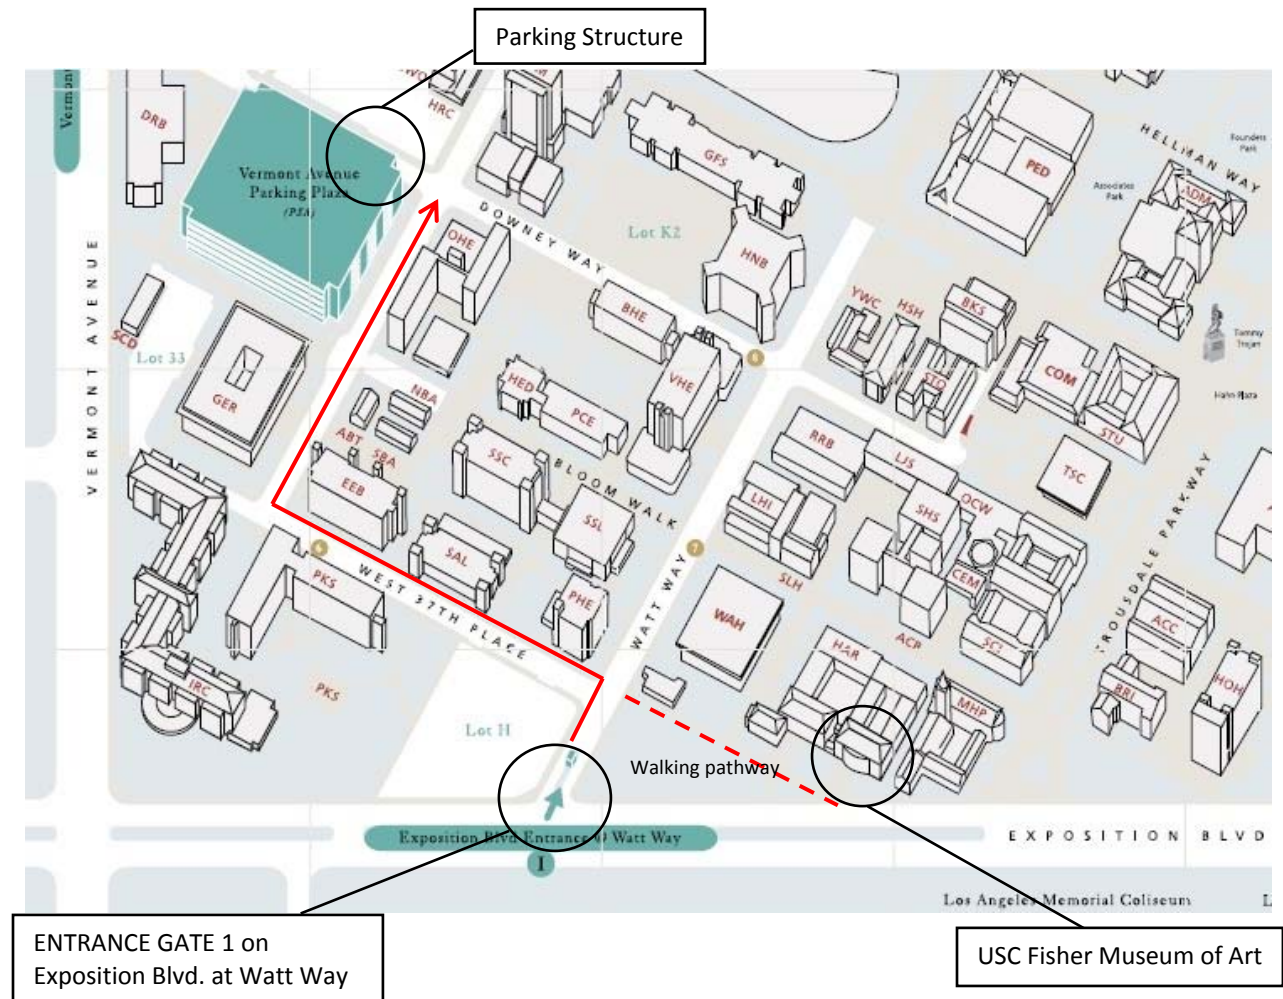 Parking Structure
Vermont
DRB
HRC
GFS
PED
HELLMAN WAY
Founders
Park
Associates
Park
ADM
Vermont Avenue
Parking Plaza
(PSA)
DOWNEY WAY
Lot K2
OHE
HNB
VERMONT AVENUE
BHE
YWC
HSH
BKS
Tommy
Trojan
SCD
Lot 33
GER
NBA
HED
VHE
6
STO
COM
Hahn Plaza
PCE
ABT
SBA
RRB
STU
EEB
SSC
BLOOM WALK
LJS
TSC
LHI
OCW
SHS
SSL
6
PKS
SAL
7
SLH
CEM
TROUSDALE PARKWAY
WEST 37TH PLACE
PHE
WATT WAY
WAH
ACC
HAR
ACB
SCI
IRC
PKS
MHP
BRI
HOH
Lot H
Walking pathway
Exposition Blvd Entrance @ Watt Way
EXPOSITION BLVD
1
Los Angeles Memorial Coliseum
L
ENTRANCE GATE 1 on
Exposition Blvd. at Watt Way
USC Fisher Museum of Art